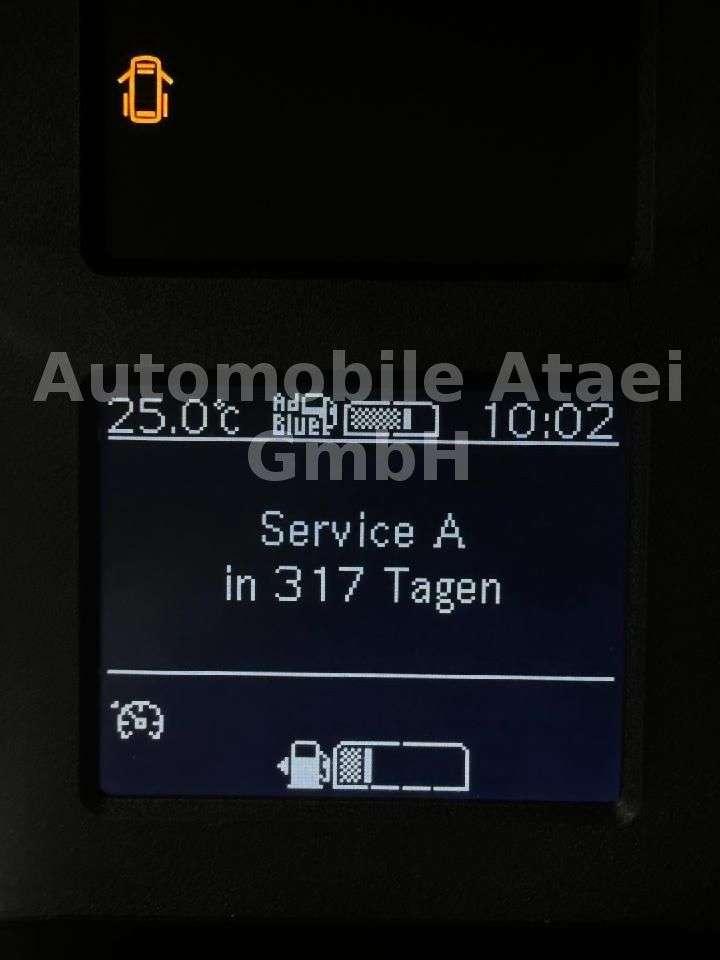 Automobile Ataei
GmbH
25.0°C AdBlue 10:02
Service A
in 317 Tagen